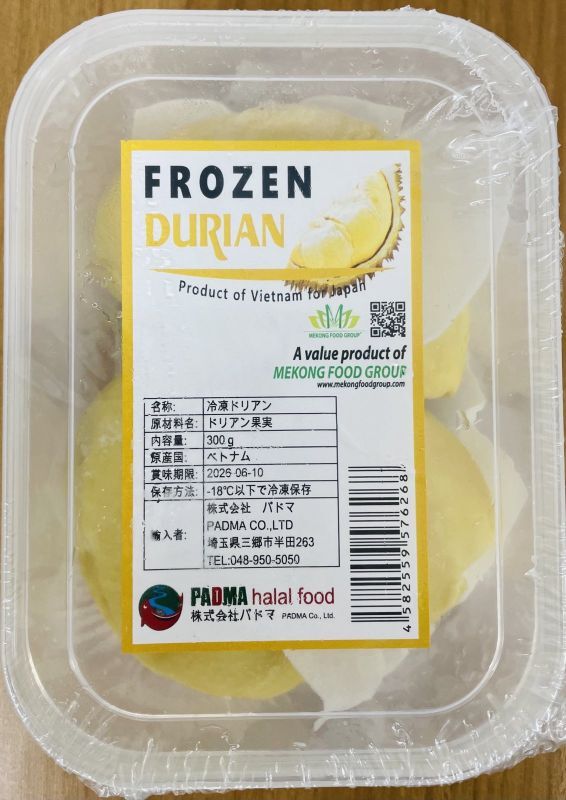 FROZEN
DURIAN
Product of Vietnam for Japan
MEKONG FOOD GROUP
A value product of
MEKONG FOOD GROUP
www.mekongfoodgroup.com
名称: 冷凍ドリアン
原材料名: ドリアン果実
内容量: 300 g
原産国: ベトナム
賞味期限: 2026-06-10
保存方法: -18℃以下で冷凍保存
輸入者: 株式会社 パドマ
PADMA CO.,LTD
埼玉県三郷市半田263
TEL:048-950-5050
4582559576268
PADMA halal food
株式会社パドマ PADMA Co., Ltd.